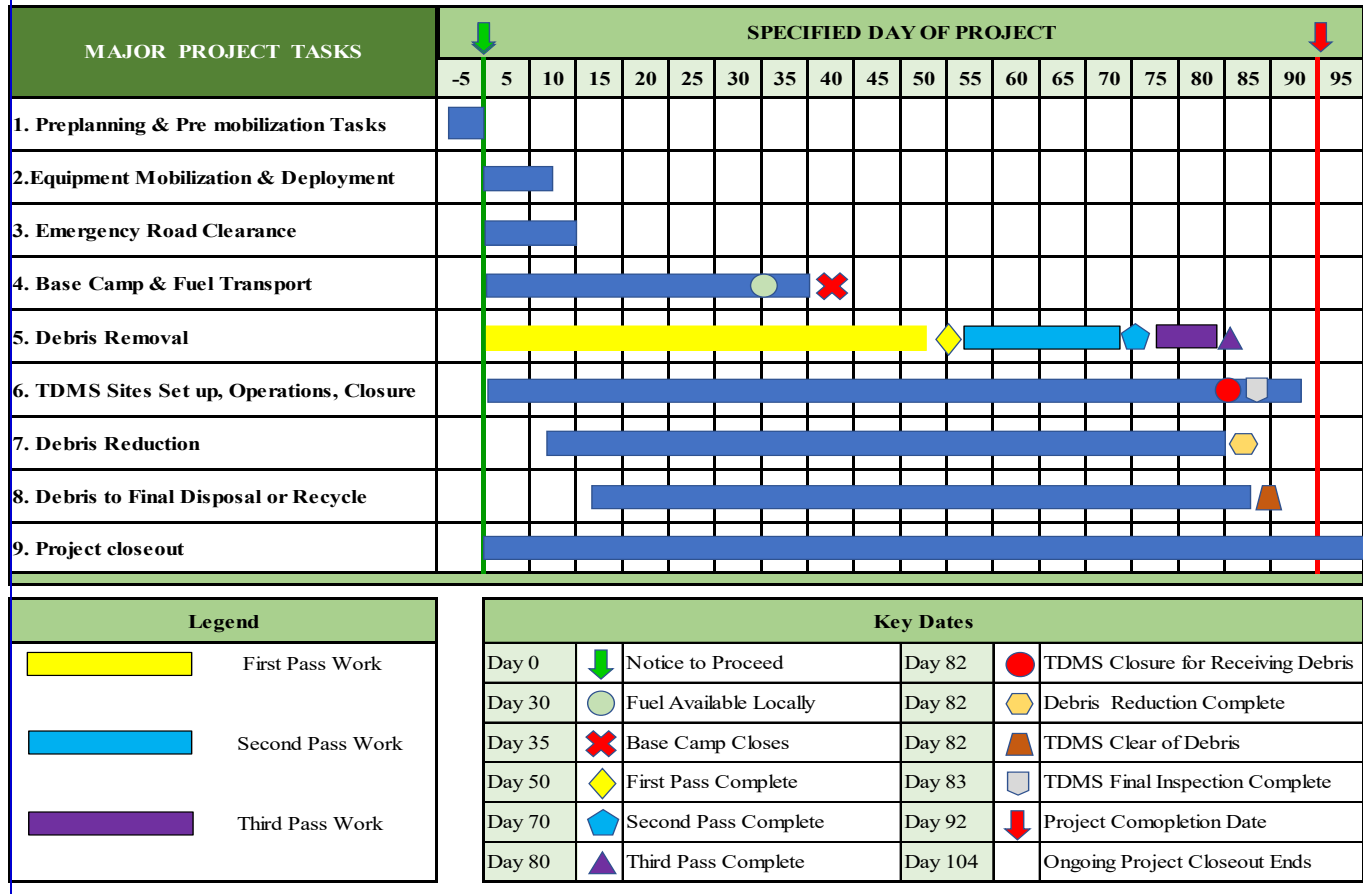 MAJOR PROJECT TASKS
SPECIFIED DAY OF PROJECT
-5 5 10 15 20 25 30 35 40 45 50 55 60 65 70 75 80 85 90 95
1. Preplanning & Pre mobilization Tasks
2.Equipment Mobilization & Deployment
3. Emergency Road Clearance
4. Base Camp & Fuel Transport
5. Debris Removal
6. TDMS Sites Set up, Operations, Closure
7. Debris Reduction
8. Debris to Final Disposal or Recycle
9. Project closeout
Legend
First Pass Work
Second Pass Work
Third Pass Work
Key Dates
Day 0 Notice to Proceed Day 82 TDMS Closure for Receiving Debris
Day 30 Fuel Available Locally Day 82 Debris Reduction Complete
Day 35 Base Camp Closes Day 82 TDMS Clear of Debris
Day 50 First Pass Complete Day 83 TDMS Final Inspection Complete
Day 70 Second Pass Complete Day 92 Project Comopletion Date
Day 80 Third Pass Complete Day 104 Ongoing Project Closeout Ends